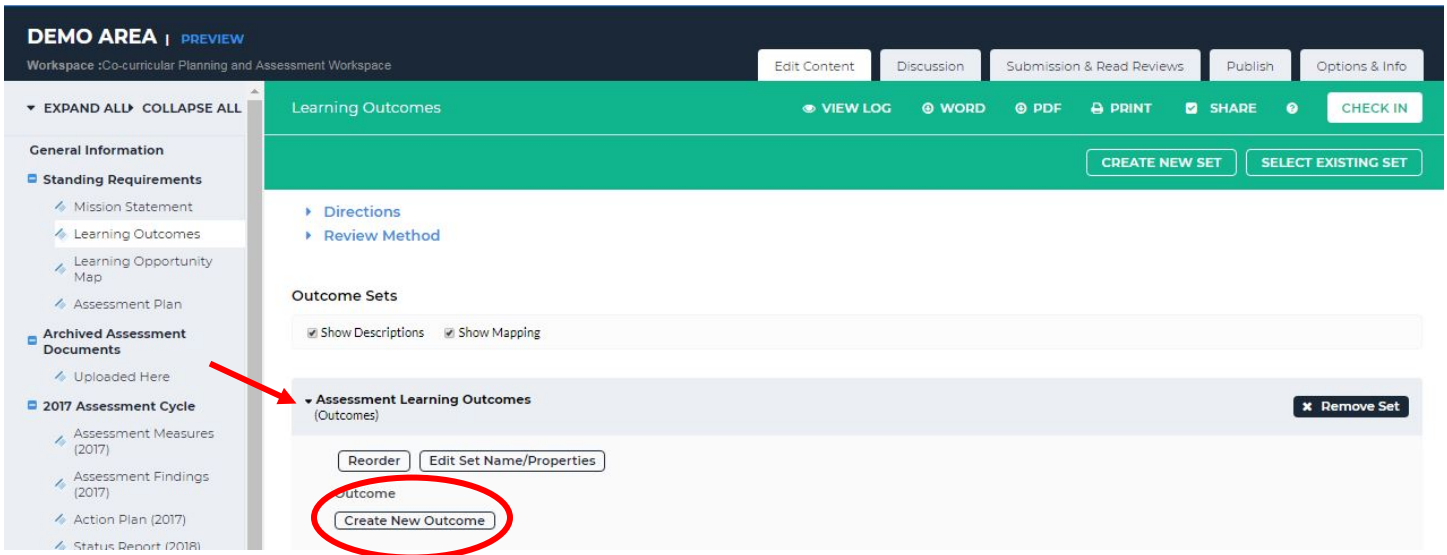 DEMO AREA | PREVIEW
Workspace :Co-curricular Planning and Assessment Workspace
Edit Content
Discussion
Submission & Read Reviews
Publish
Options & Info
EXPAND ALL
COLLAPSE ALL
Learning Outcomes
VIEW LOG
WORD
PDF
PRINT
SHARE
?
CHECK IN
CREATE NEW SET
SELECT EXISTING SET
General Information
Standing Requirements
Mission Statement
Learning Outcomes
Learning Opportunity
Map
Assessment Plan
Archived Assessment
Documents
Uploaded Here
2017 Assessment Cycle
Assessment Measures
(2017)
Assessment Findings
(2017)
Action Plan (2017)
Status Report (2018)
Directions
Review Method
Outcome Sets
Show Descriptions
Show Mapping
Assessment Learning Outcomes
(Outcomes)
Remove Set
Reorder
Edit Set Name/Properties
Outcome
Create New Outcome